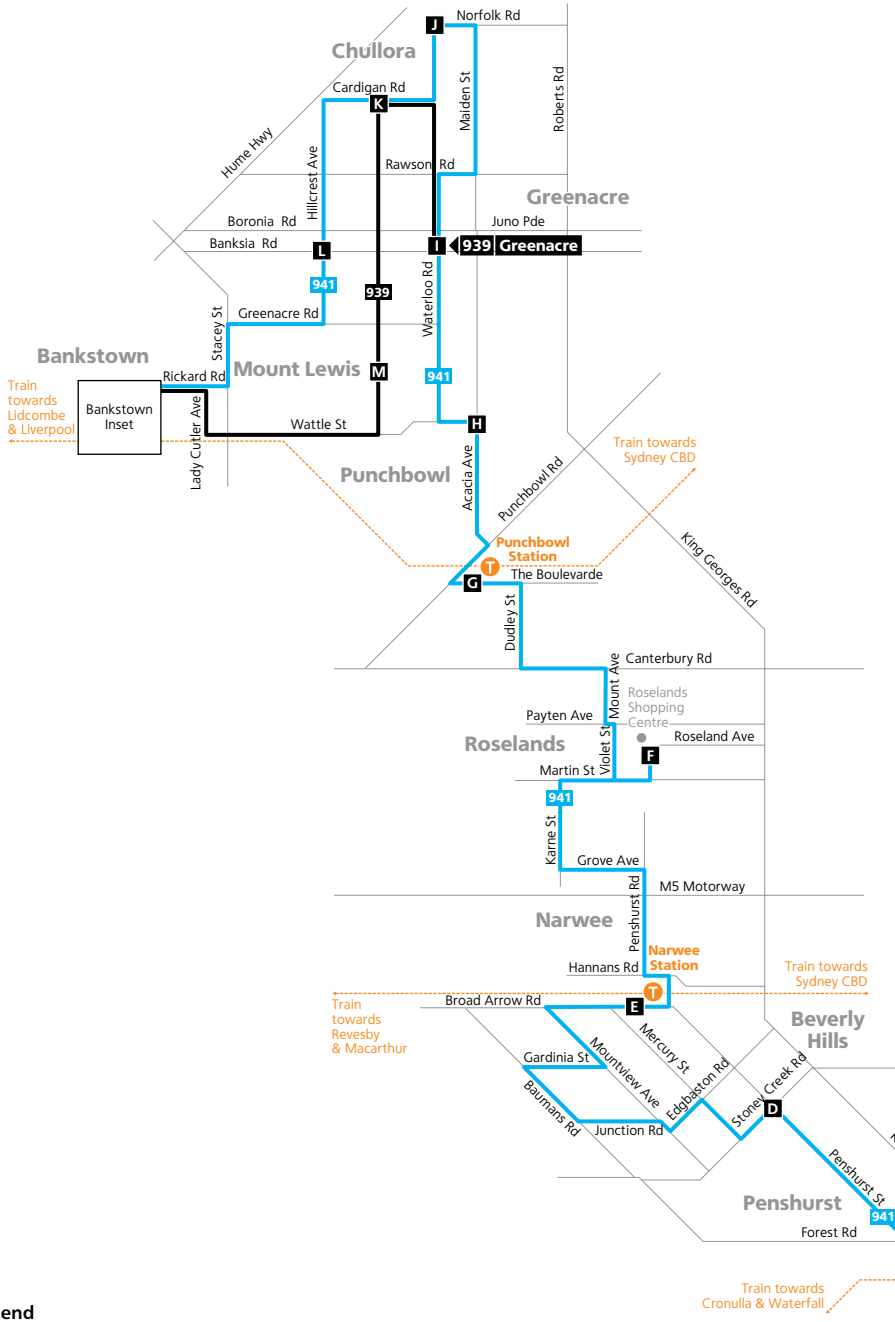 J
Norfolk Rd
Chullora
Cardigan Rd
K
Maiden St
Roberts Rd
Hume Hwy
Rawson Rd
Hillcrest Ave
Greenacre
Boronia Rd
Juno Pde
Banksia Rd
L
I
939 Greenacre
941
939
Waterloo Rd
Stacey St
Greenacre Rd
Bankstown
Mount Lewis
M
941
Rickard Rd
Train
towards
Lidcombe
& Liverpool
Bankstown
Inset
Lady Cutler Ave
Wattle St
H
Train towards
Sydney CBD
Punchbowl
Acacia Ave
Punchbowl Rd
King Georges Rd
Punchbowl
Station
T
G
The Boulevarde
Dudley St
Canterbury Rd
Mount Ave
Roselands
Shopping
Centre
Payten Ave
Roseland Ave
Roselands
Violet St
F
Martin St
941
Karne St
Grove Ave
M5 Motorway
Penshurst Rd
Narwee
Narwee
Station
Hannans Rd
Train towards
Sydney CBD
T
Broad Arrow Rd
E
Train
towards
Revesby
& Macarthur
Beverly
Hills
Mercury St
Gardinia St
Mountview Ave
Edgbaston Rd
Stoney Creek Rd
D
Baumans Rd
Junction Rd
Penshurst St
Penshurst
941
Forest Rd
Train towards
Cronulla & Waterfall
end